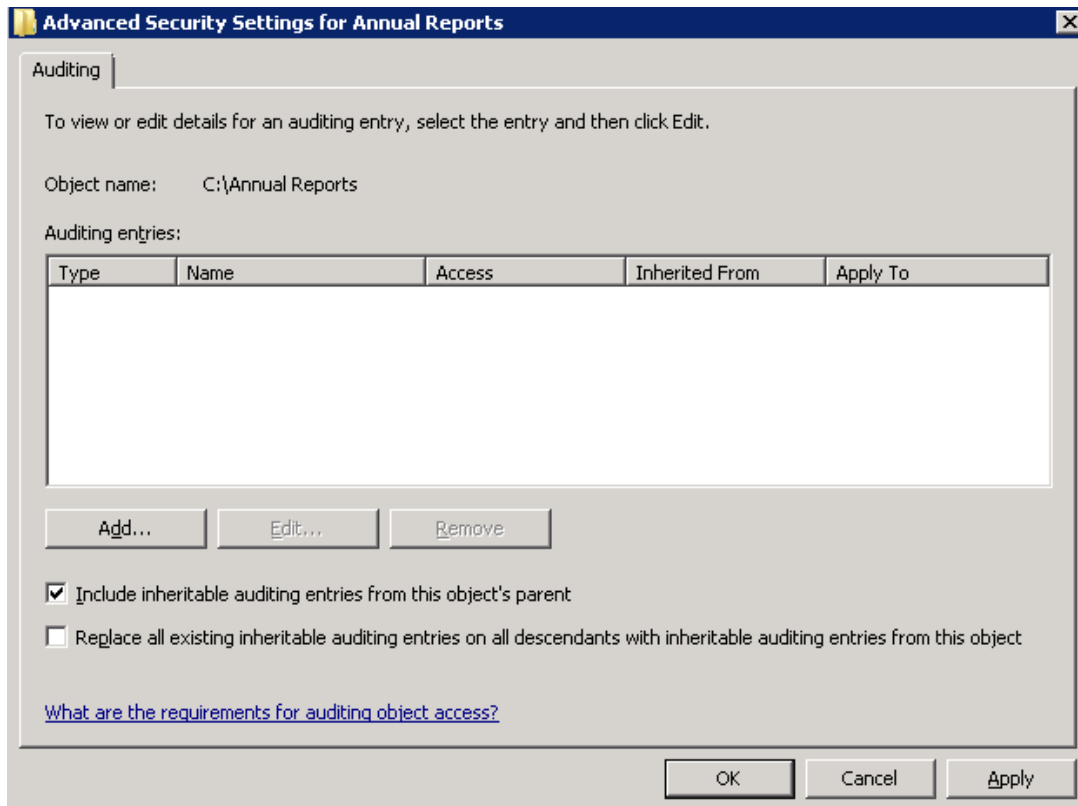 Advanced Security Settings for Annual Reports
Auditing
To view or edit details for an auditing entry, select the entry and then click Edit.
Object name: C:\Annual Reports
Auditing entries:
Type Name Access Inherited From Apply To
Add... Edit... Remove
Include inheritable auditing entries from this object's parent
Replace all existing inheritable auditing entries on all descendants with inheritable auditing entries from this object
What are the requirements for auditing object access?
OK Cancel Apply